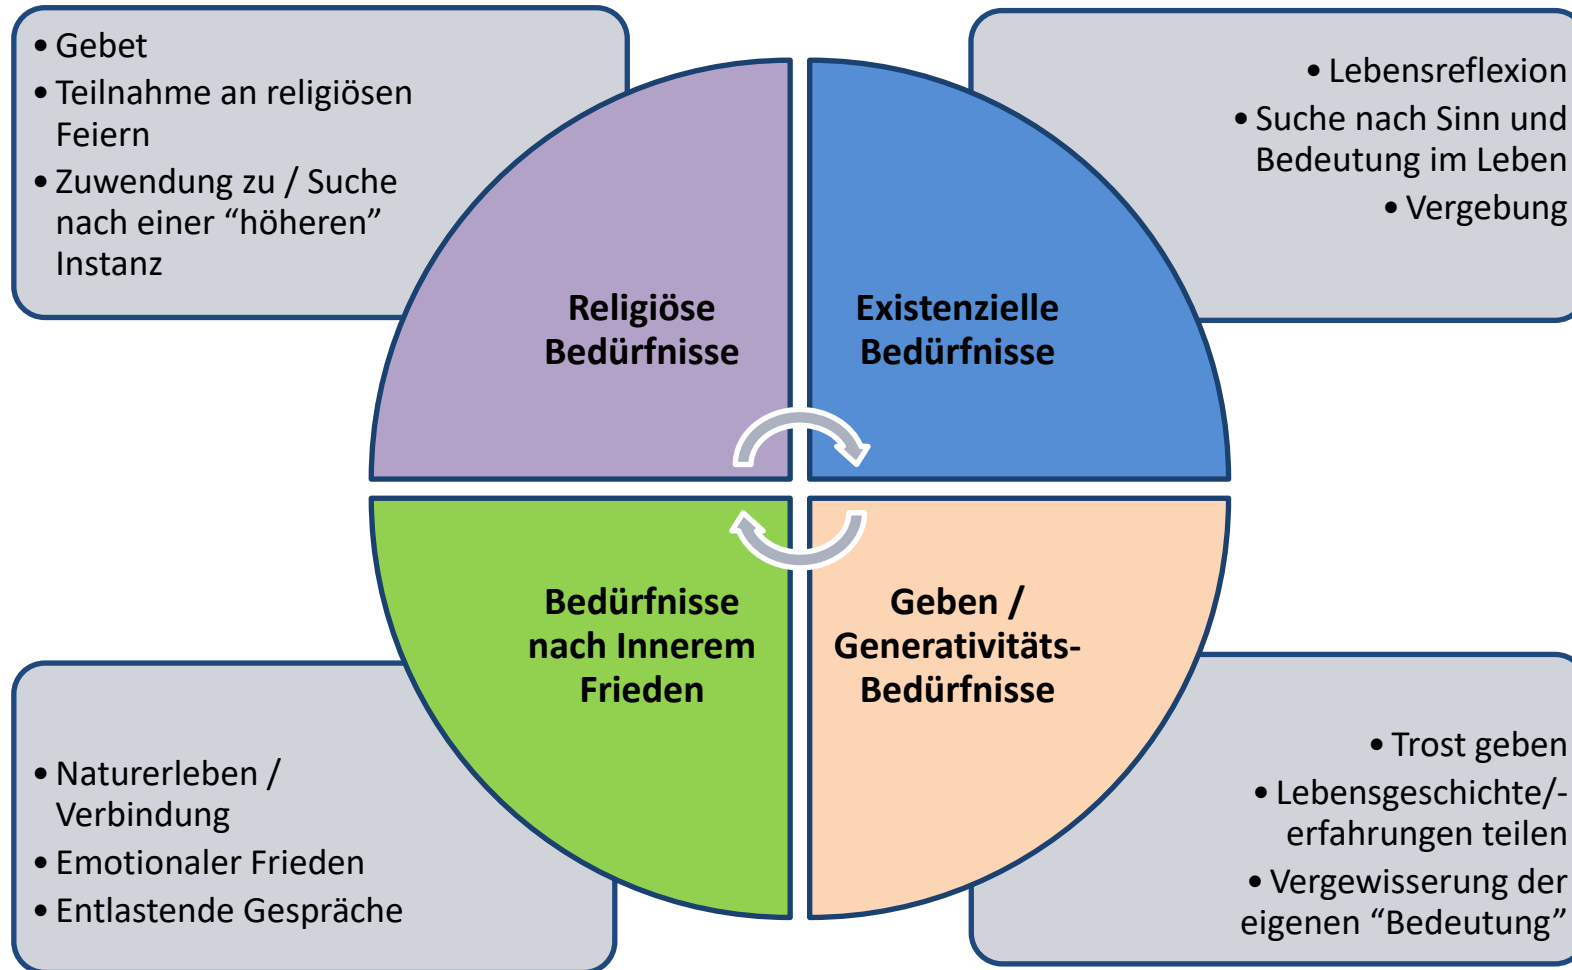 • Gebet
• Teilnahme an religiösen
Feiern
• Zuwendung zu / Suche
nach einer “höheren”
Instanz
• Lebensreflexion
• Suche nach Sinn und
Bedeutung im Leben
• Vergebung
Religiöse
Bedürfnisse
Existenzielle
Bedürfnisse
Bedürfnisse
nach Innerem
Frieden
Geben /
Generativitäts-
Bedürfnisse
• Naturerleben /
Verbindung
• Emotionaler Frieden
• Entlastende Gespräche
• Trost geben
• Lebensgeschichte/-
erfahrungen teilen
• Vergewisserung der
eigenen “Bedeutung”